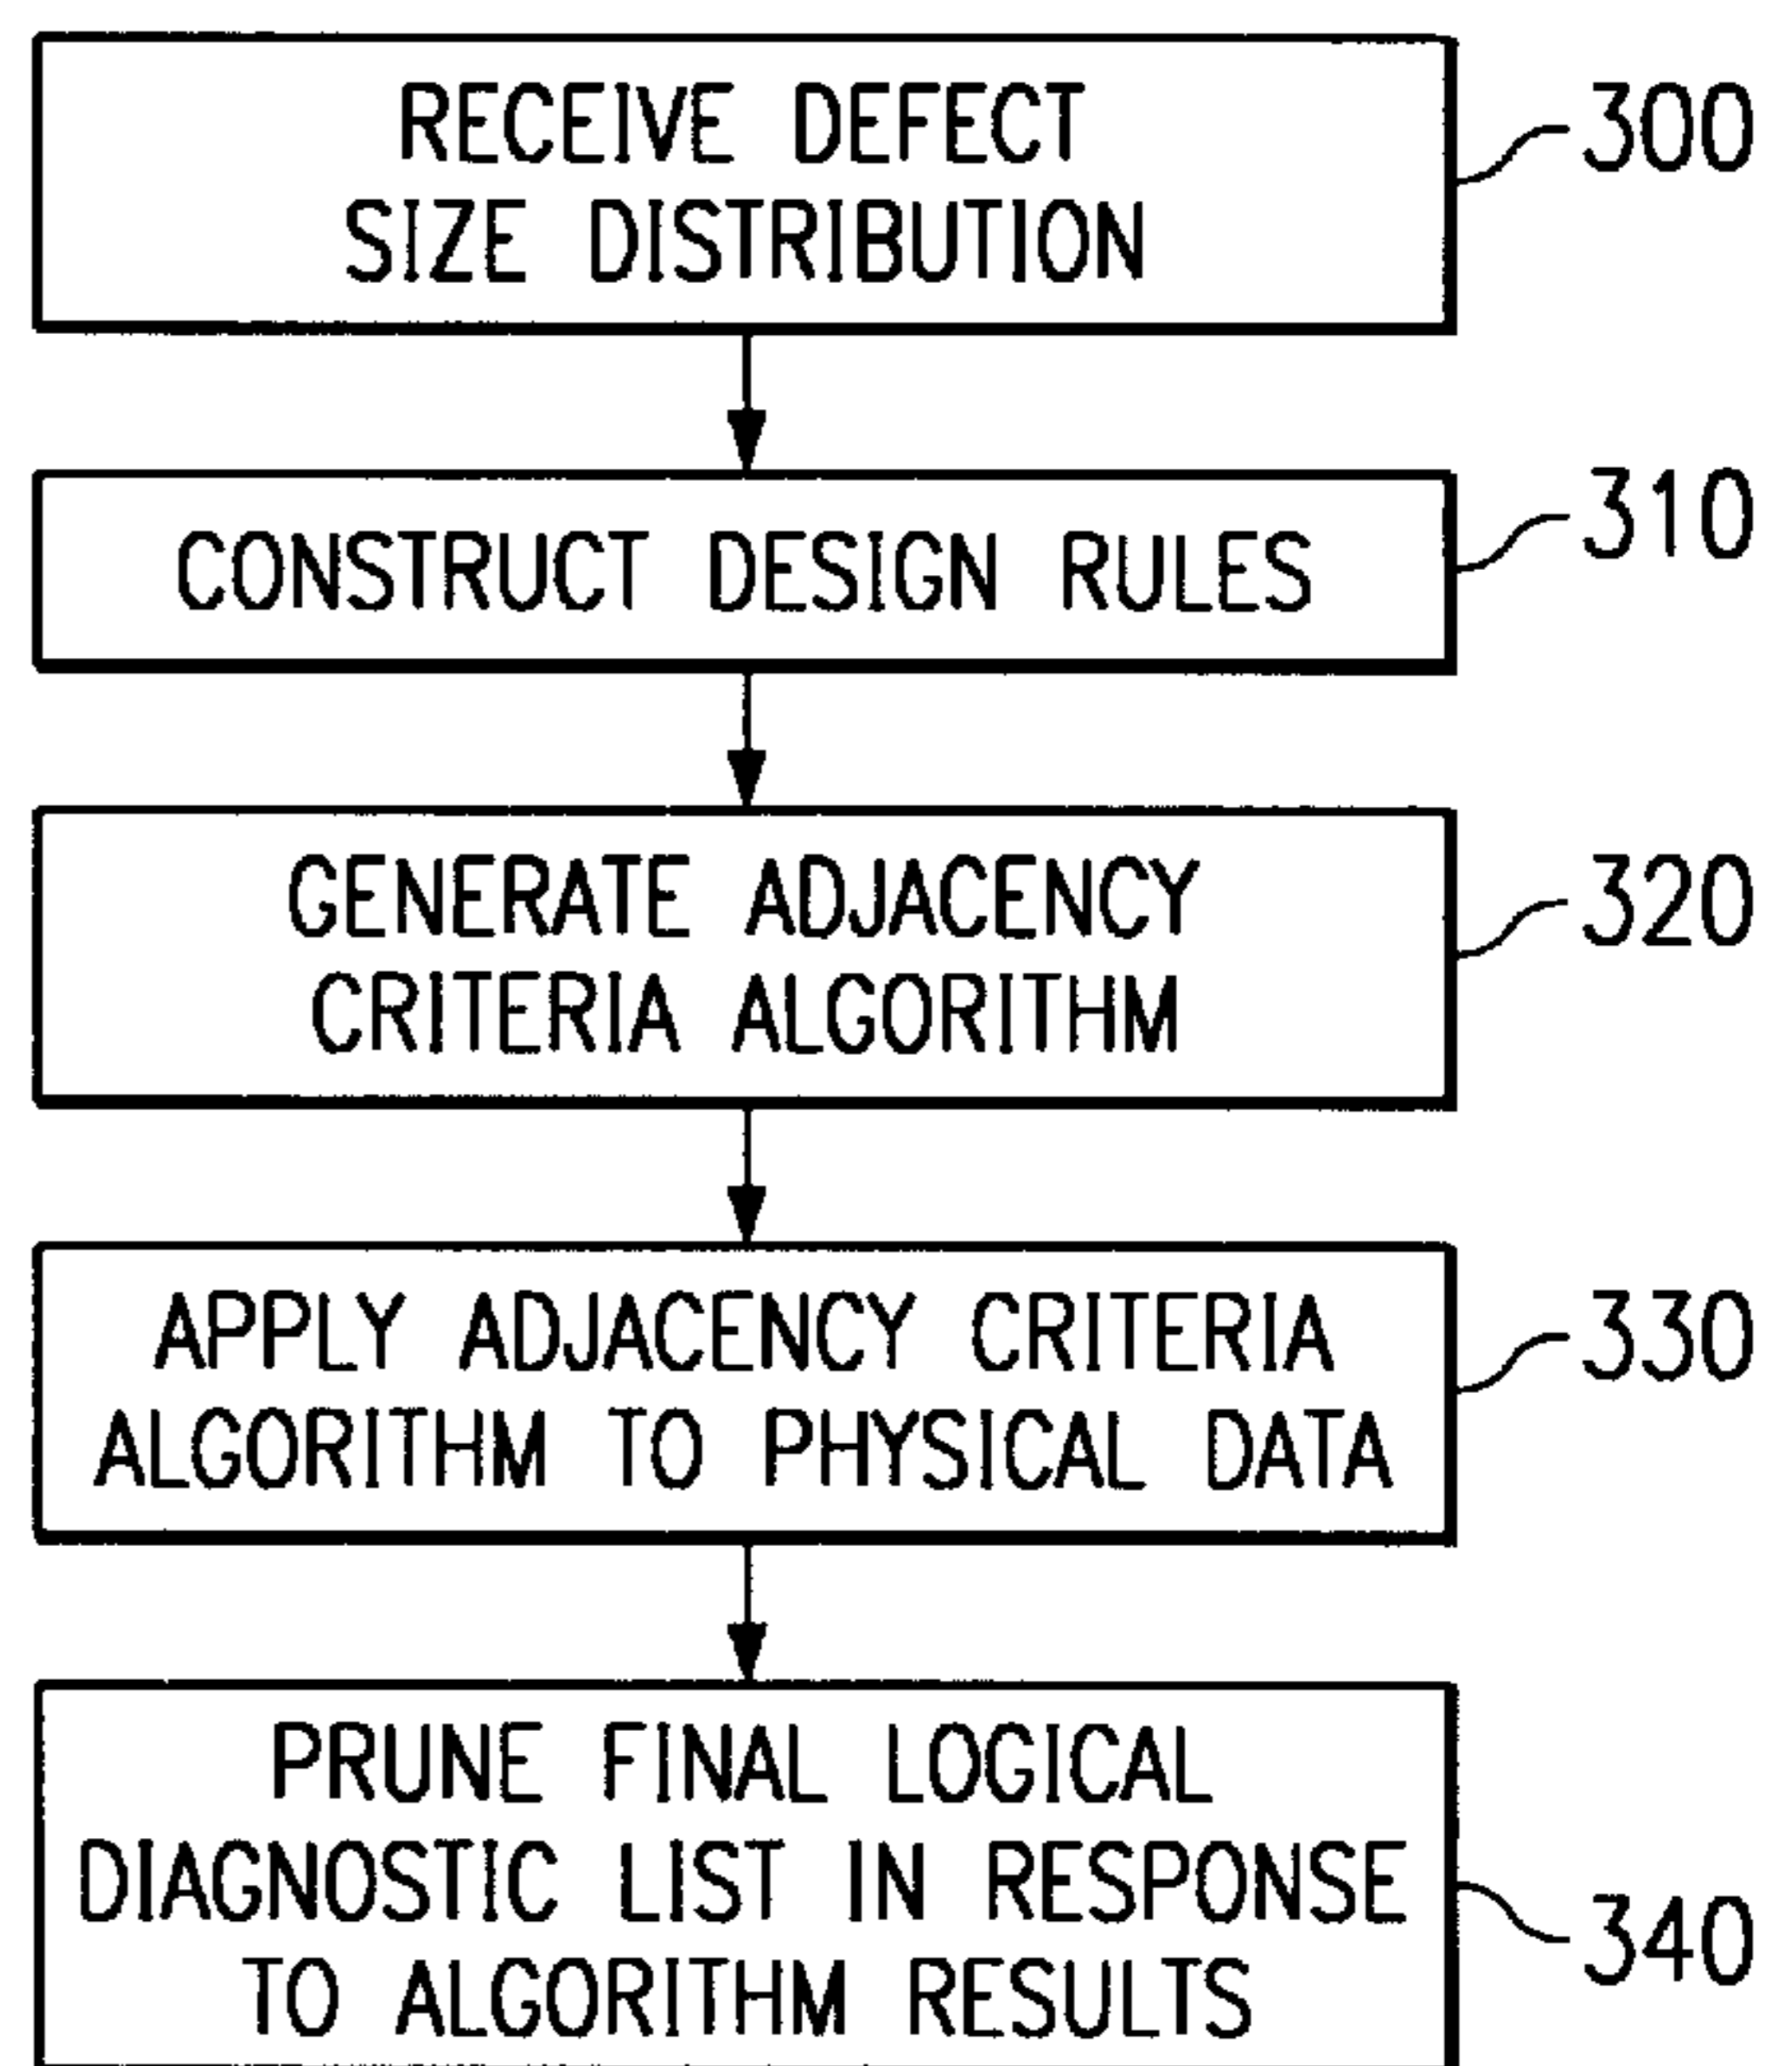 RECEIVE DEFECT
SIZE DISTRIBUTION
300
CONSTRUCT DESIGN RULES
310
GENERATE ADJACENCY
CRITERIA ALGORITHM
320
APPLY ADJACENCY CRITERIA
ALGORITHM TO PHYSICAL DATA
330
PRUNE FINAL LOGICAL
DIAGNOSTIC LIST IN RESPONSE
TO ALGORITHM RESULTS
340